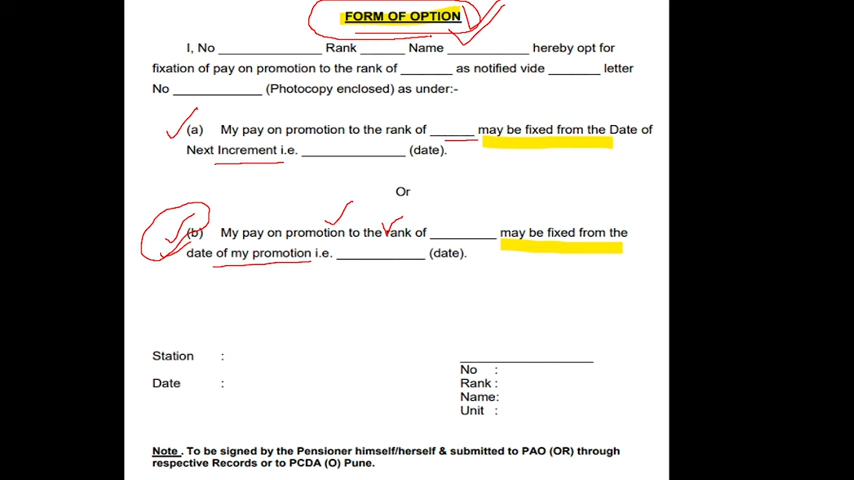 FORM OF OPTION
I, No ________________ Rank _______ Name _____________ hereby opt for
fixation of pay on promotion to the rank of ________ as notified vide ________ letter
No ______________ (Photocopy enclosed) as under:-
(a) My pay on promotion to the rank of _______ may be fixed from the Date of
Next Increment i.e. ________________ (date).
Or
(b) My pay on promotion to the rank of __________ may be fixed from the
date of my promotion i.e. ______________ (date).
Station :
_____________________
No :
Date :
Rank :
Name:
Unit :
Note . To be signed by the Pensioner himself/herself & submitted to PAO (OR) through
respective Records or to PCDA (O) Pune.